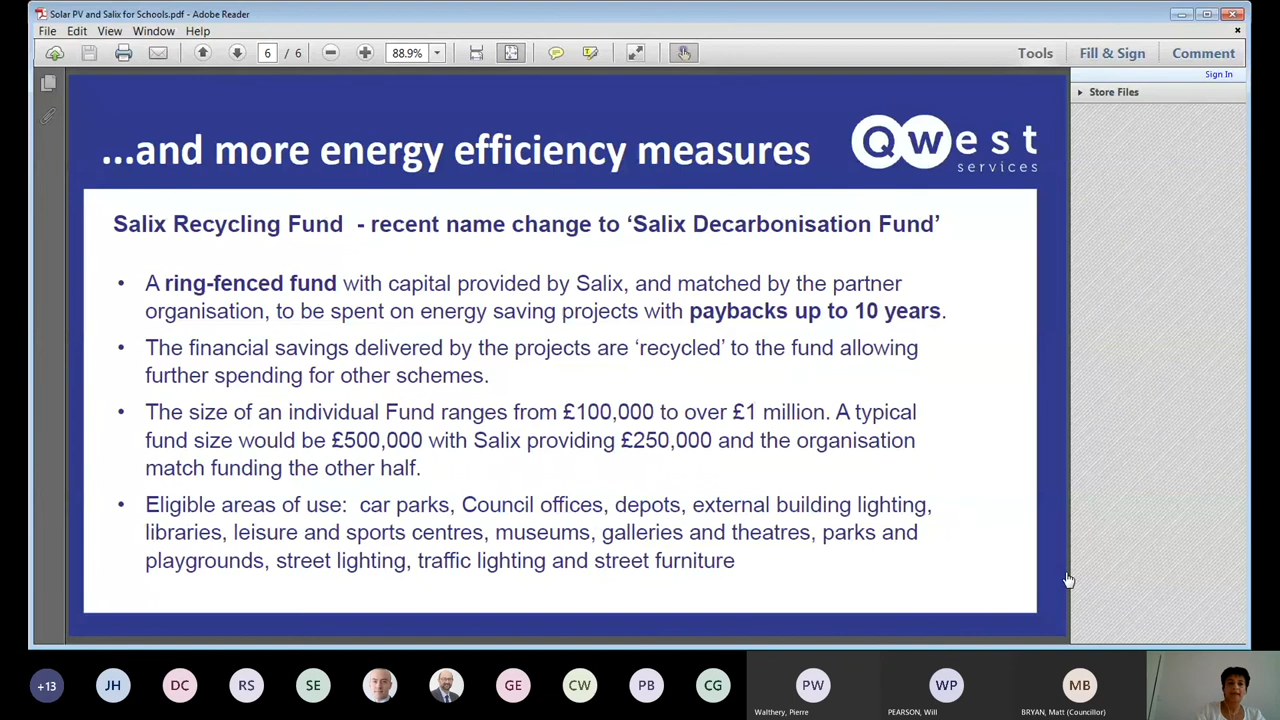 Solar PV and Salix for Schools.pdf - Adobe Reader
File Edit View Window Help
6 / 6 88.9% Tools Fill & Sign Comment
Sign In
Store Files
...and more energy efficiency measures
Qwest
services
Salix Recycling Fund - recent name change to ‘Salix Decarbonisation Fund’
• A ring-fenced fund with capital provided by Salix, and matched by the partner
organisation, to be spent on energy saving projects with paybacks up to 10 years.
• The financial savings delivered by the projects are ‘recycled’ to the fund allowing
further spending for other schemes.
• The size of an individual Fund ranges from £100,000 to over £1 million. A typical
fund size would be £500,000 with Salix providing £250,000 and the organisation
match funding the other half.
• Eligible areas of use: car parks, Council offices, depots, external building lighting,
libraries, leisure and sports centres, museums, galleries and theatres, parks and
playgrounds, street lighting, traffic lighting and street furniture
+13 JH DC RS SE GE CW PB CG PW WP MB
Walthery, Pierre PEARSON, Will BRYAN, Matt (Councillor)